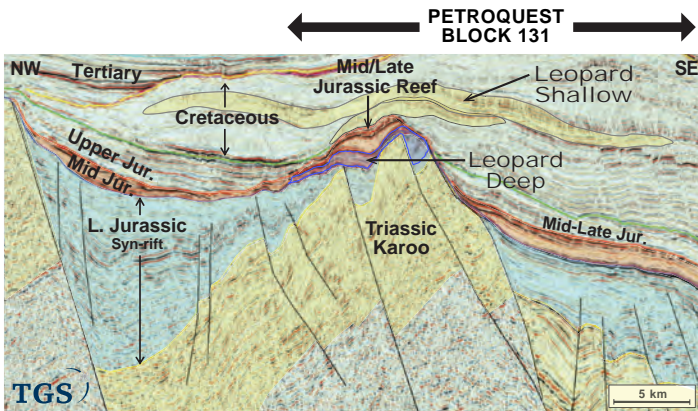 PETROQUEST
BLOCK 131
NW
Tertiary
Mid/Late
Jurassic Reef
Leopard
Shallow
SE
Cretaceous
Upper Jur.
Mid Jur.
Leopard
Deep
L. Jurassic
Syn-rift
Triassic
Karoo
Mid-Late Jur.
TGS
5 km